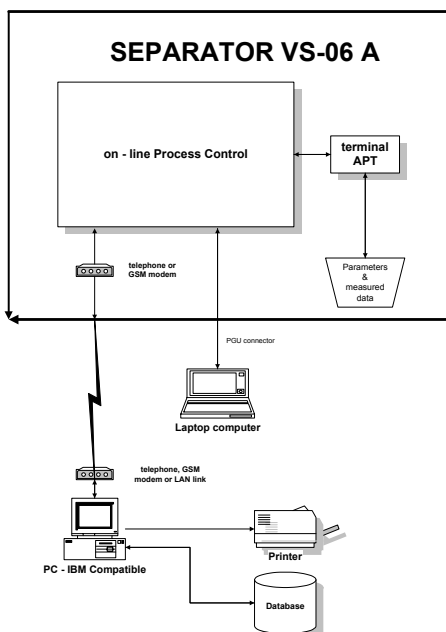 SEPARATOR VS-06 A
on - line Process Control
terminal
APT
telephone or
GSM modem
Parameters
&
measured
data
PGU connector
Laptop computer
telephone, GSM
modem or LAN link
PC - IBM Compatible
Printer
Database